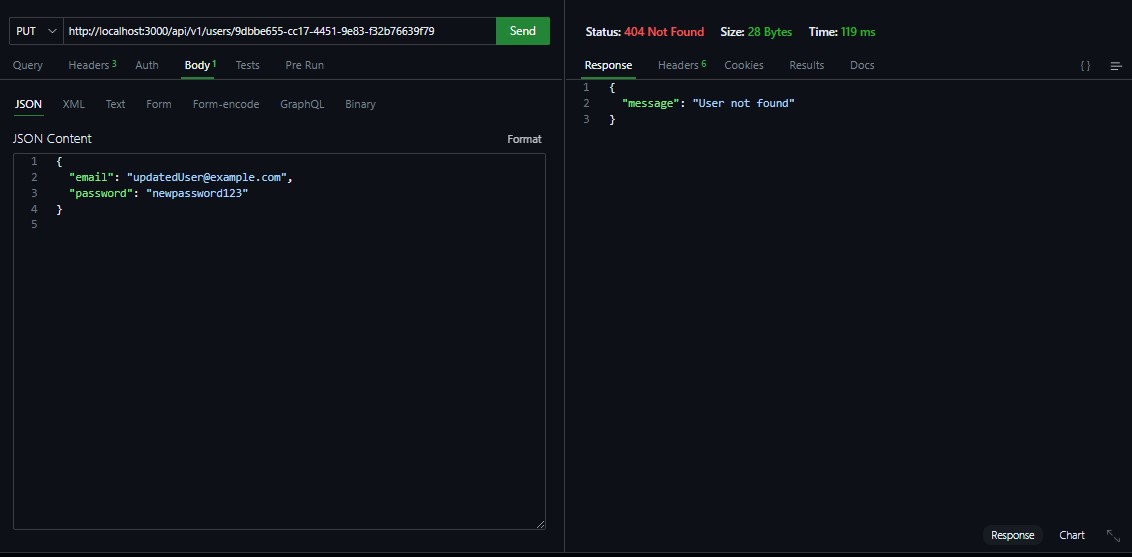 PUT http://localhost:3000/api/v1/users/9dbbe655-cc17-4451-9e83-f32b76639f79 Send
Query Headers 3 Auth Body 1 Tests Pre Run
JSON XML Text Form Form-encode GraphQL Binary
JSON Content Format
1 {
2 "email": "updatedUser@example.com",
3 "password": "newpassword123"
4 }
5
Status: 404 Not Found Size: 28 Bytes Time: 119 ms
Response Headers 6 Cookies Results Docs { }
1 {
2 "message": "User not found"
3 }
Response Chart